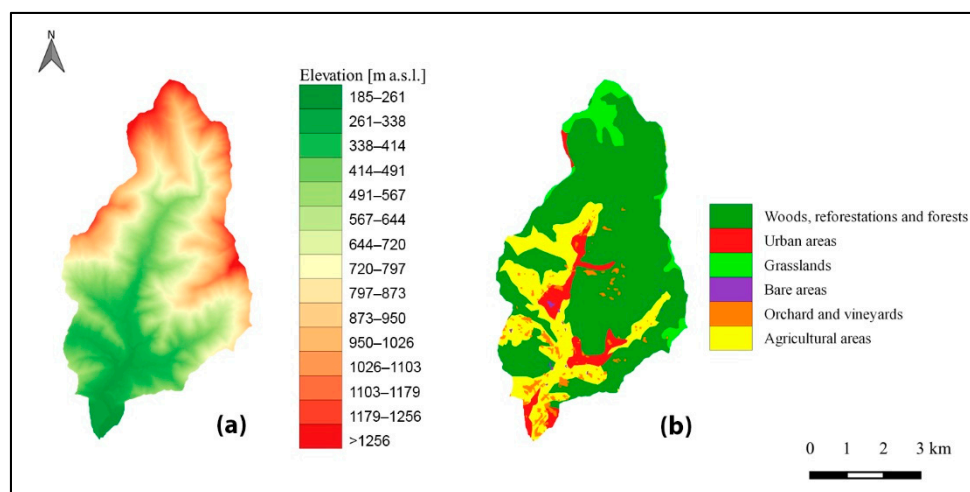 N
Elevation [m a.s.l.]
185–261
261–338
338–414
414–491
491–567
567–644
644–720
720–797
797–873
873–950
950–1026
1026–1103
1103–1179
1179–1256
>1256
(a)
Woods, reforestations and forests
Urban areas
Grasslands
Bare areas
Orchard and vineyards
Agricultural areas
(b)
0 1 2 3 km